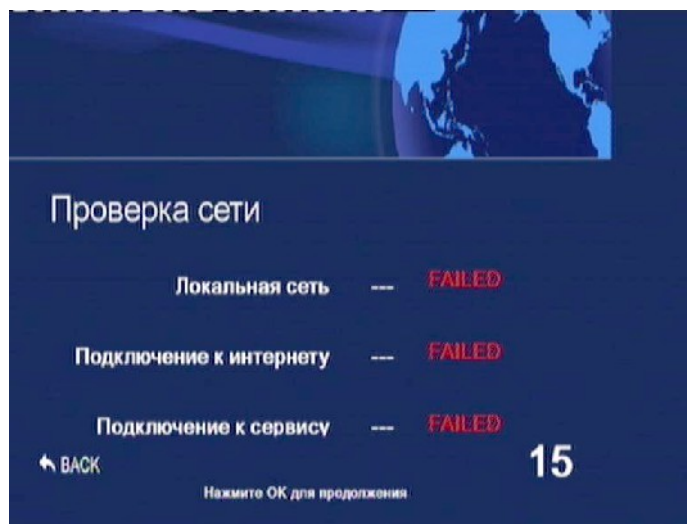 Проверка сети
Локальная сеть --- FAILED
Подключение к интернету --- FAILED
Подключение к сервису --- FAILED
BACK
15
Нажмите ОК для продолжения